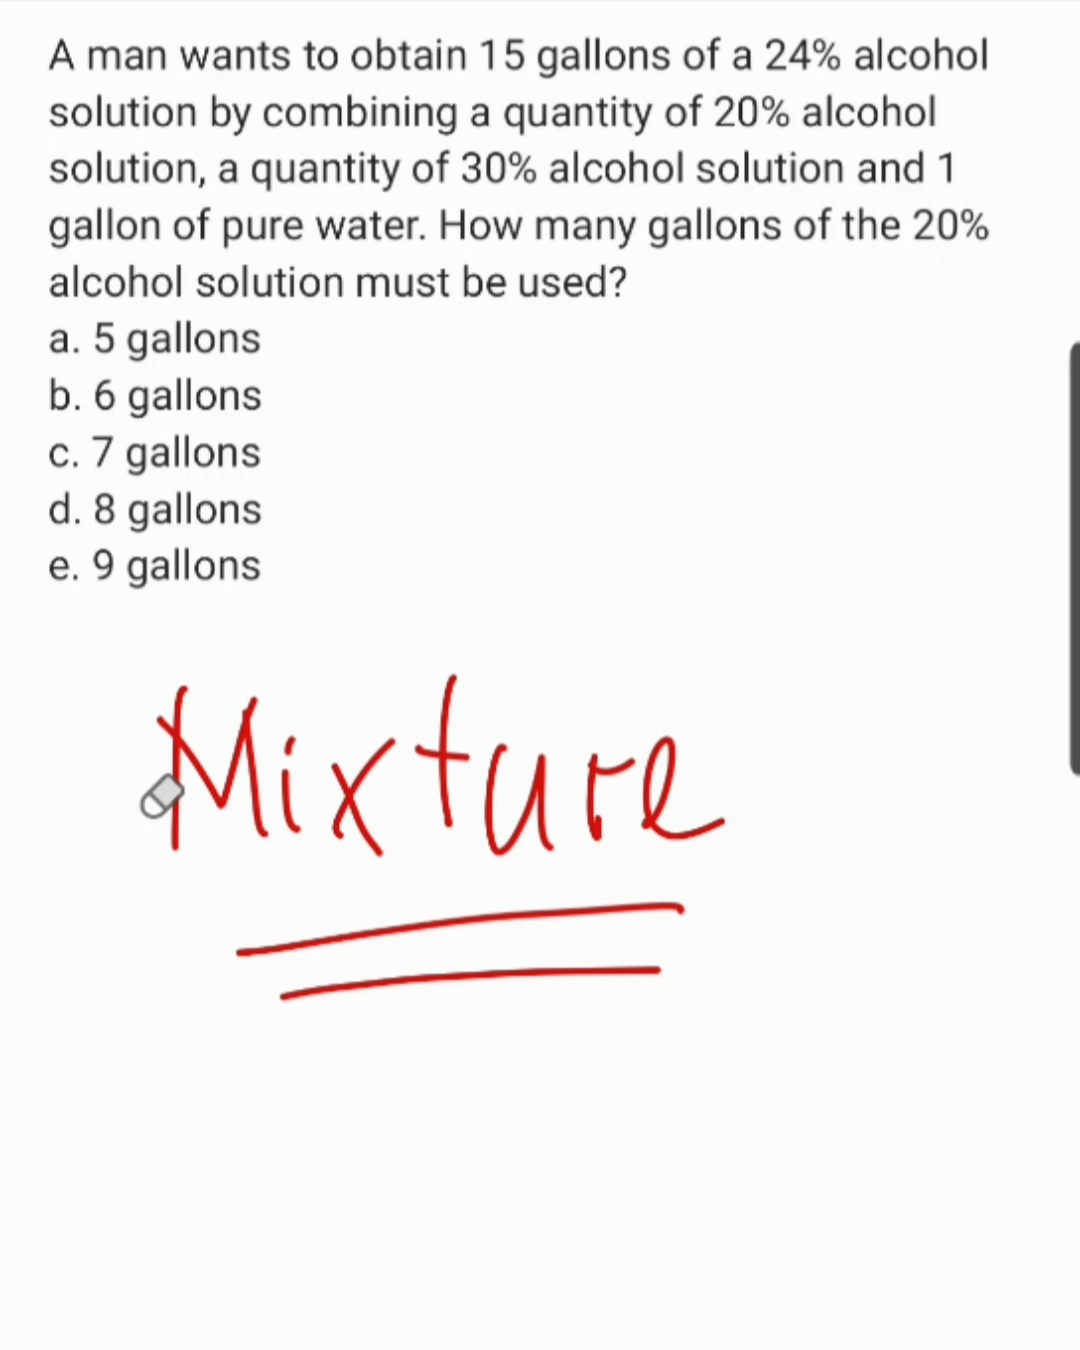 A man wants to obtain 15 gallons of a 24% alcohol
solution by combining a quantity of 20% alcohol
solution, a quantity of 30% alcohol solution and 1
gallon of pure water. How many gallons of the 20%
alcohol solution must be used?
a. 5 gallons
b. 6 gallons
c. 7 gallons
d. 8 gallons
e. 9 gallons
Mixture